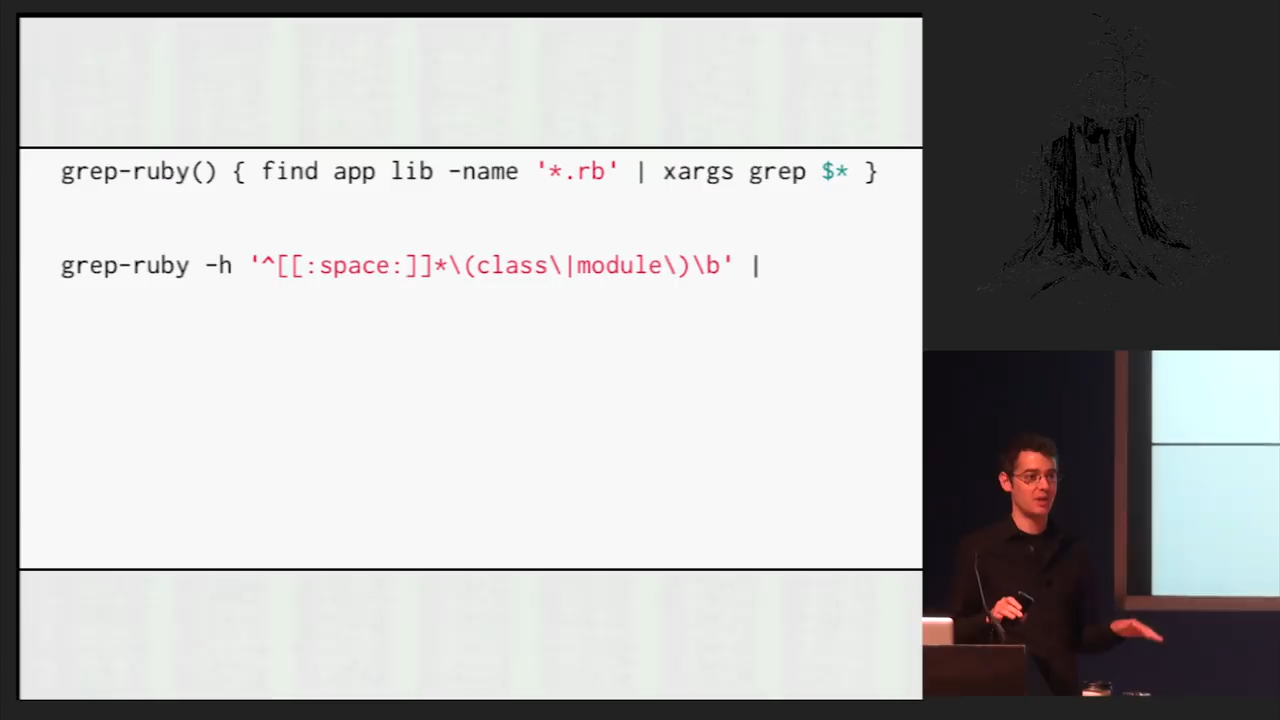 grep-ruby() { find app lib -name '*.rb' | xargs grep $* }
grep-ruby -h '^[[:space:]]*\(class\|module\)\b' |